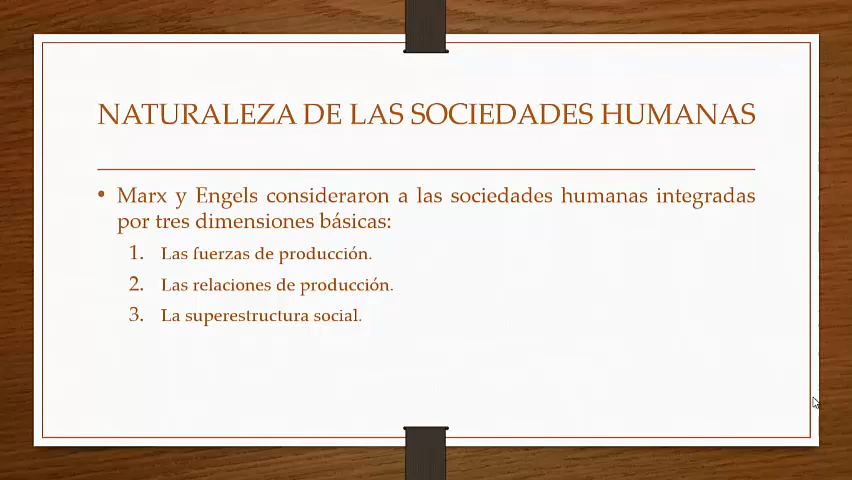 NATURALEZA DE LAS SOCIEDADES HUMANAS
• Marx y Engels consideraron a las sociedades humanas integradas
por tres dimensiones básicas:
1. Las fuerzas de producción.
2. Las relaciones de producción.
3. La superestructura social.